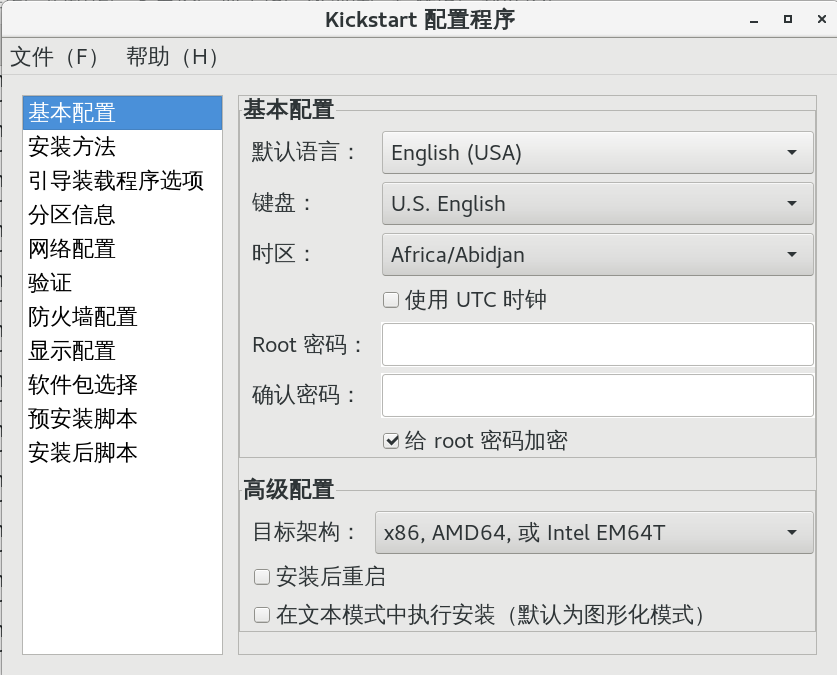 Kickstart 配置程序
文件（F） 帮助（H）
基本配置
安装方法
引导装载程序选项
分区信息
网络配置
验证
防火墙配置
显示配置
软件包选择
预安装脚本
安装后脚本
基本配置
默认语言： English (USA)
键盘： U.S. English
时区： Africa/Abidjan
使用 UTC 时钟
Root 密码：
确认密码：
给 root 密码加密
高级配置
目标架构： x86, AMD64, 或 Intel EM64T
安装后重启
在文本模式中执行安装（默认为图形化模式）